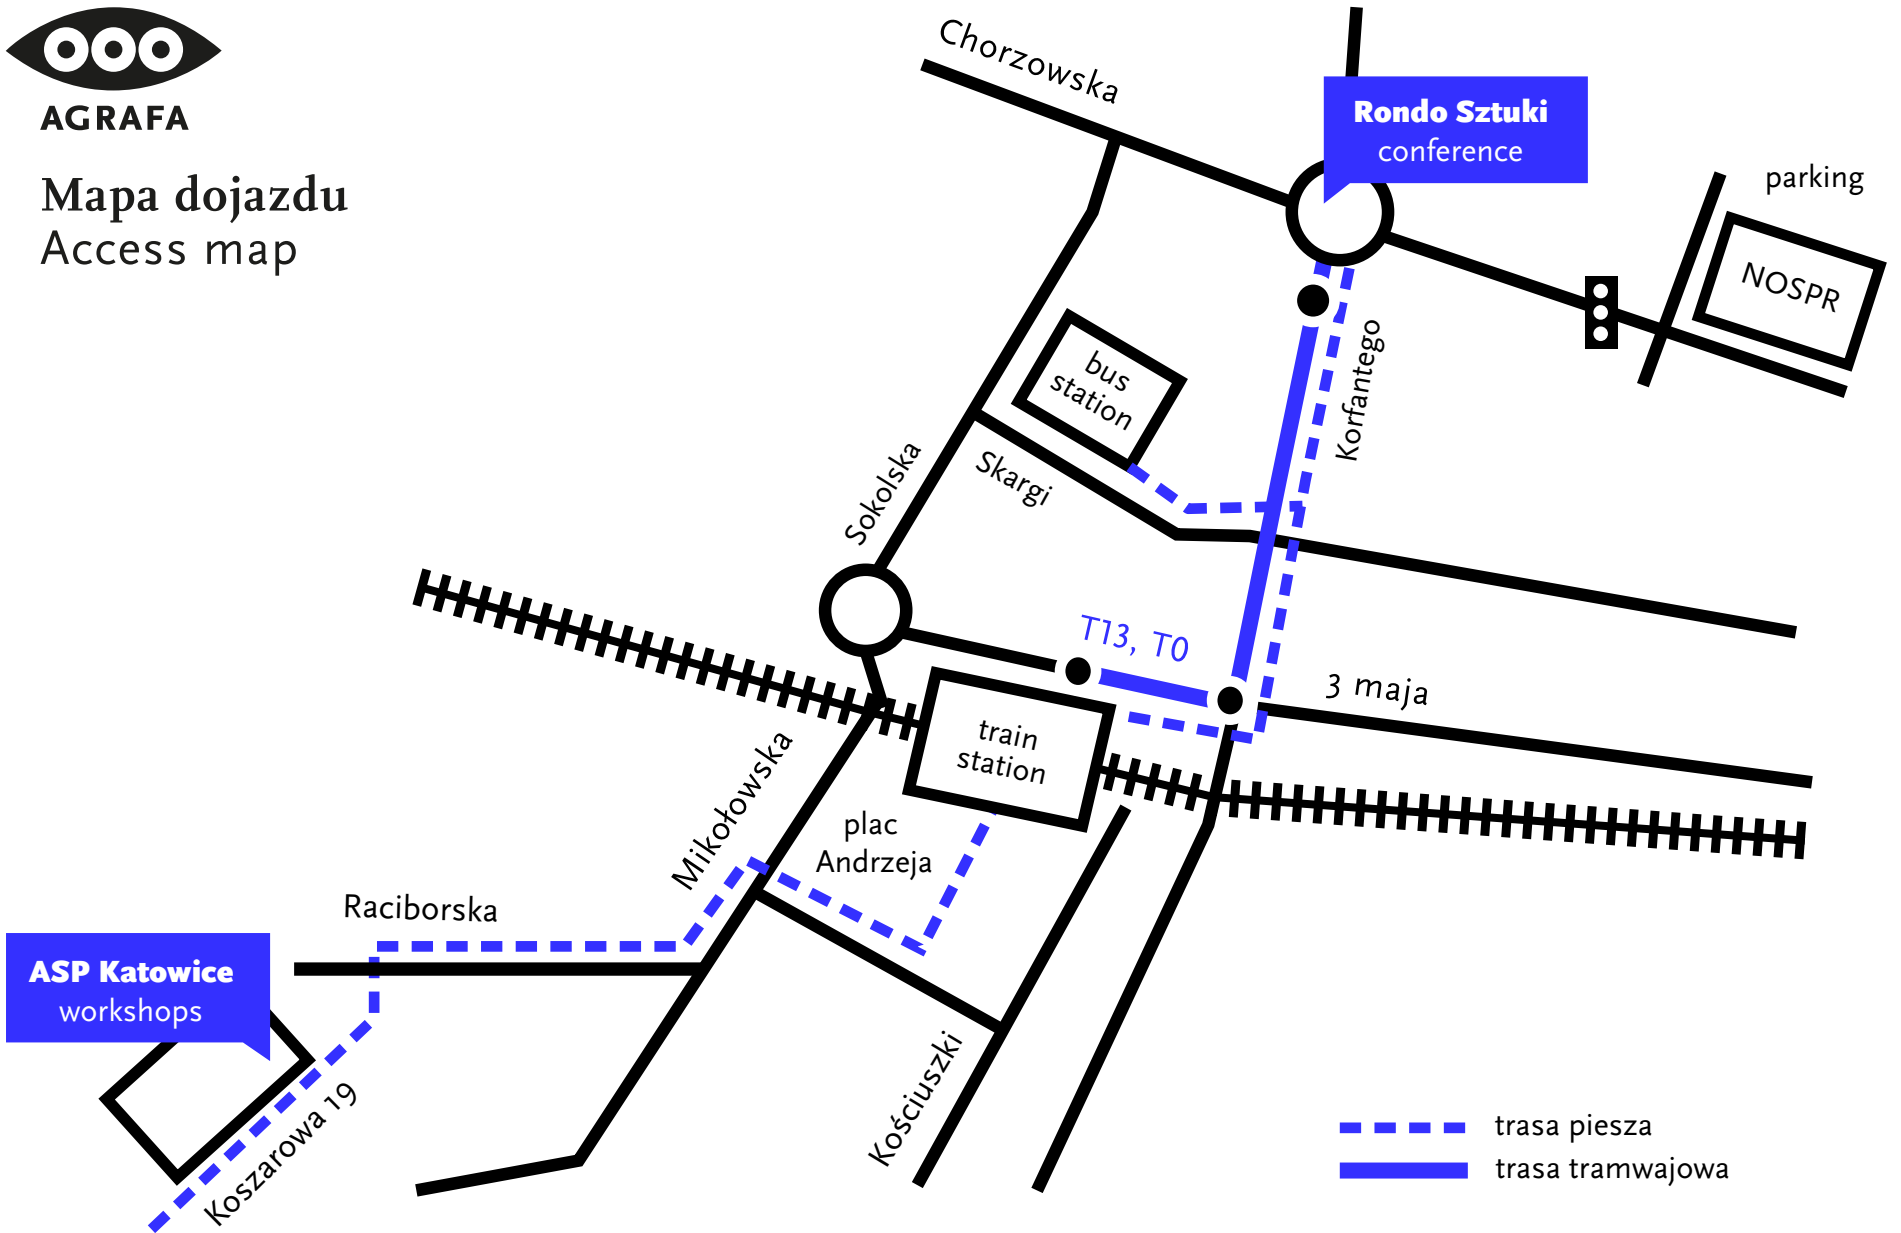 AGRAFA
Mapa dojazdu
Access map
Chorzowska
Rondo Sztuki
conference
parking
NOSPR
Korfantego
bus
station
Skargi
Sokolska
T13, T0
3 maja
train
station
Mikołowska
plac
Andrzeja
Raciborska
ASP Katowice
workshops
Koszarowa 19
Kościuszki
trasa piesza
trasa tramwajowa